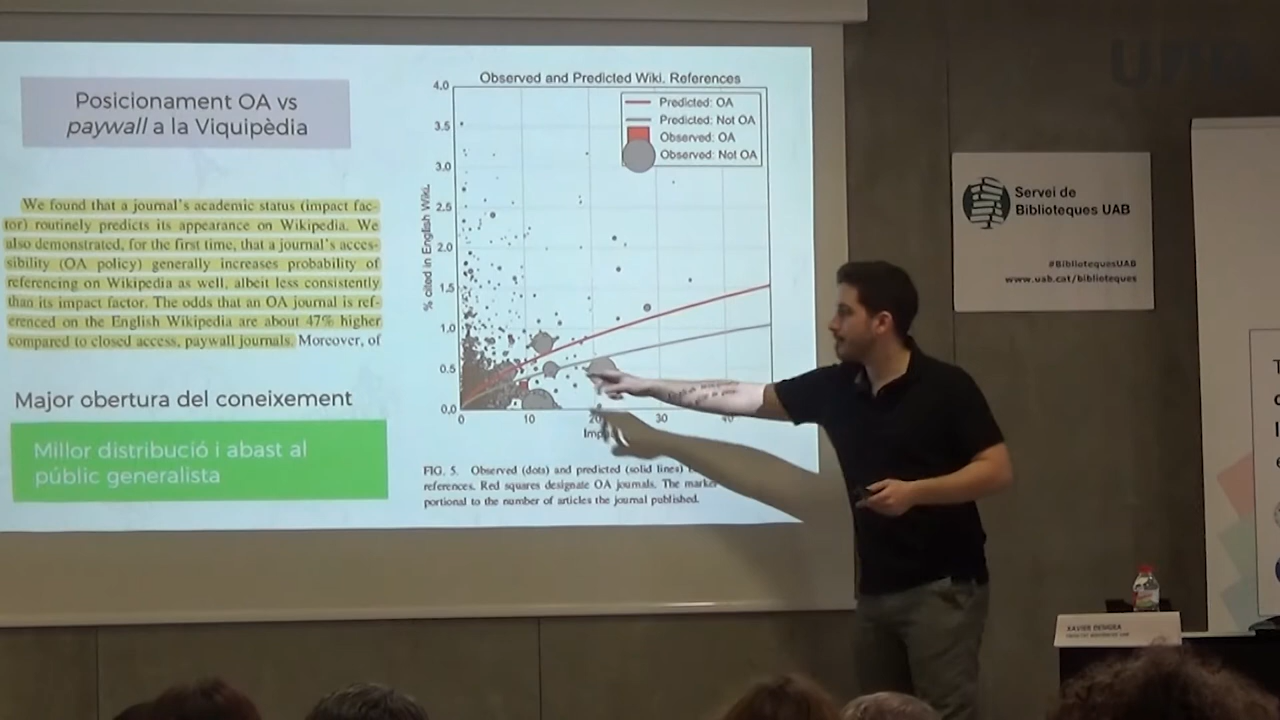 Posicionament OA vs
paywall a la Viquipèdia
We found that a journal's academic status (impact fac-
tor) routinely predicts its appearance on Wikipedia. We
also demonstrated, for the first time, that a journal's acces-
sibility (OA policy) generally increases probability of
referencing on Wikipedia as well, albeit less consistently
than its impact factor. The odds that an OA journal is ref-
erenced on the English Wikipedia are about 47% higher
compared to closed access, paywall journals. Moreover, of
Major obertura del coneixement
Millor distribució i abast al
públic generalista
Observed and Predicted Wiki. References
Predicted: OA
Predicted: Not OA
Observed: OA
Observed: Not OA
% cited in English Wiki.
4.0
3.5
3.0
2.5
2.0
1.5
1.0
0.5
0.0
0
10
20
30
40
FIG. 5. Observed (dots) and predicted (solid lines)
references. Red squares designate OA journals. The marker
portional to the number of articles the journal published.
UAB
Servei de
Biblioteques UAB
#BibliotequesUAB
www.uab.cat/biblioteques